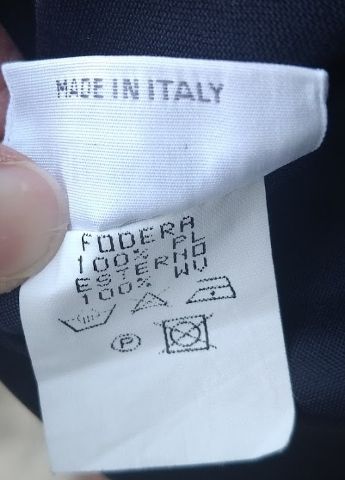 MADE IN ITALY
FODERA
100% PL
ESTERNO
100% WV
P